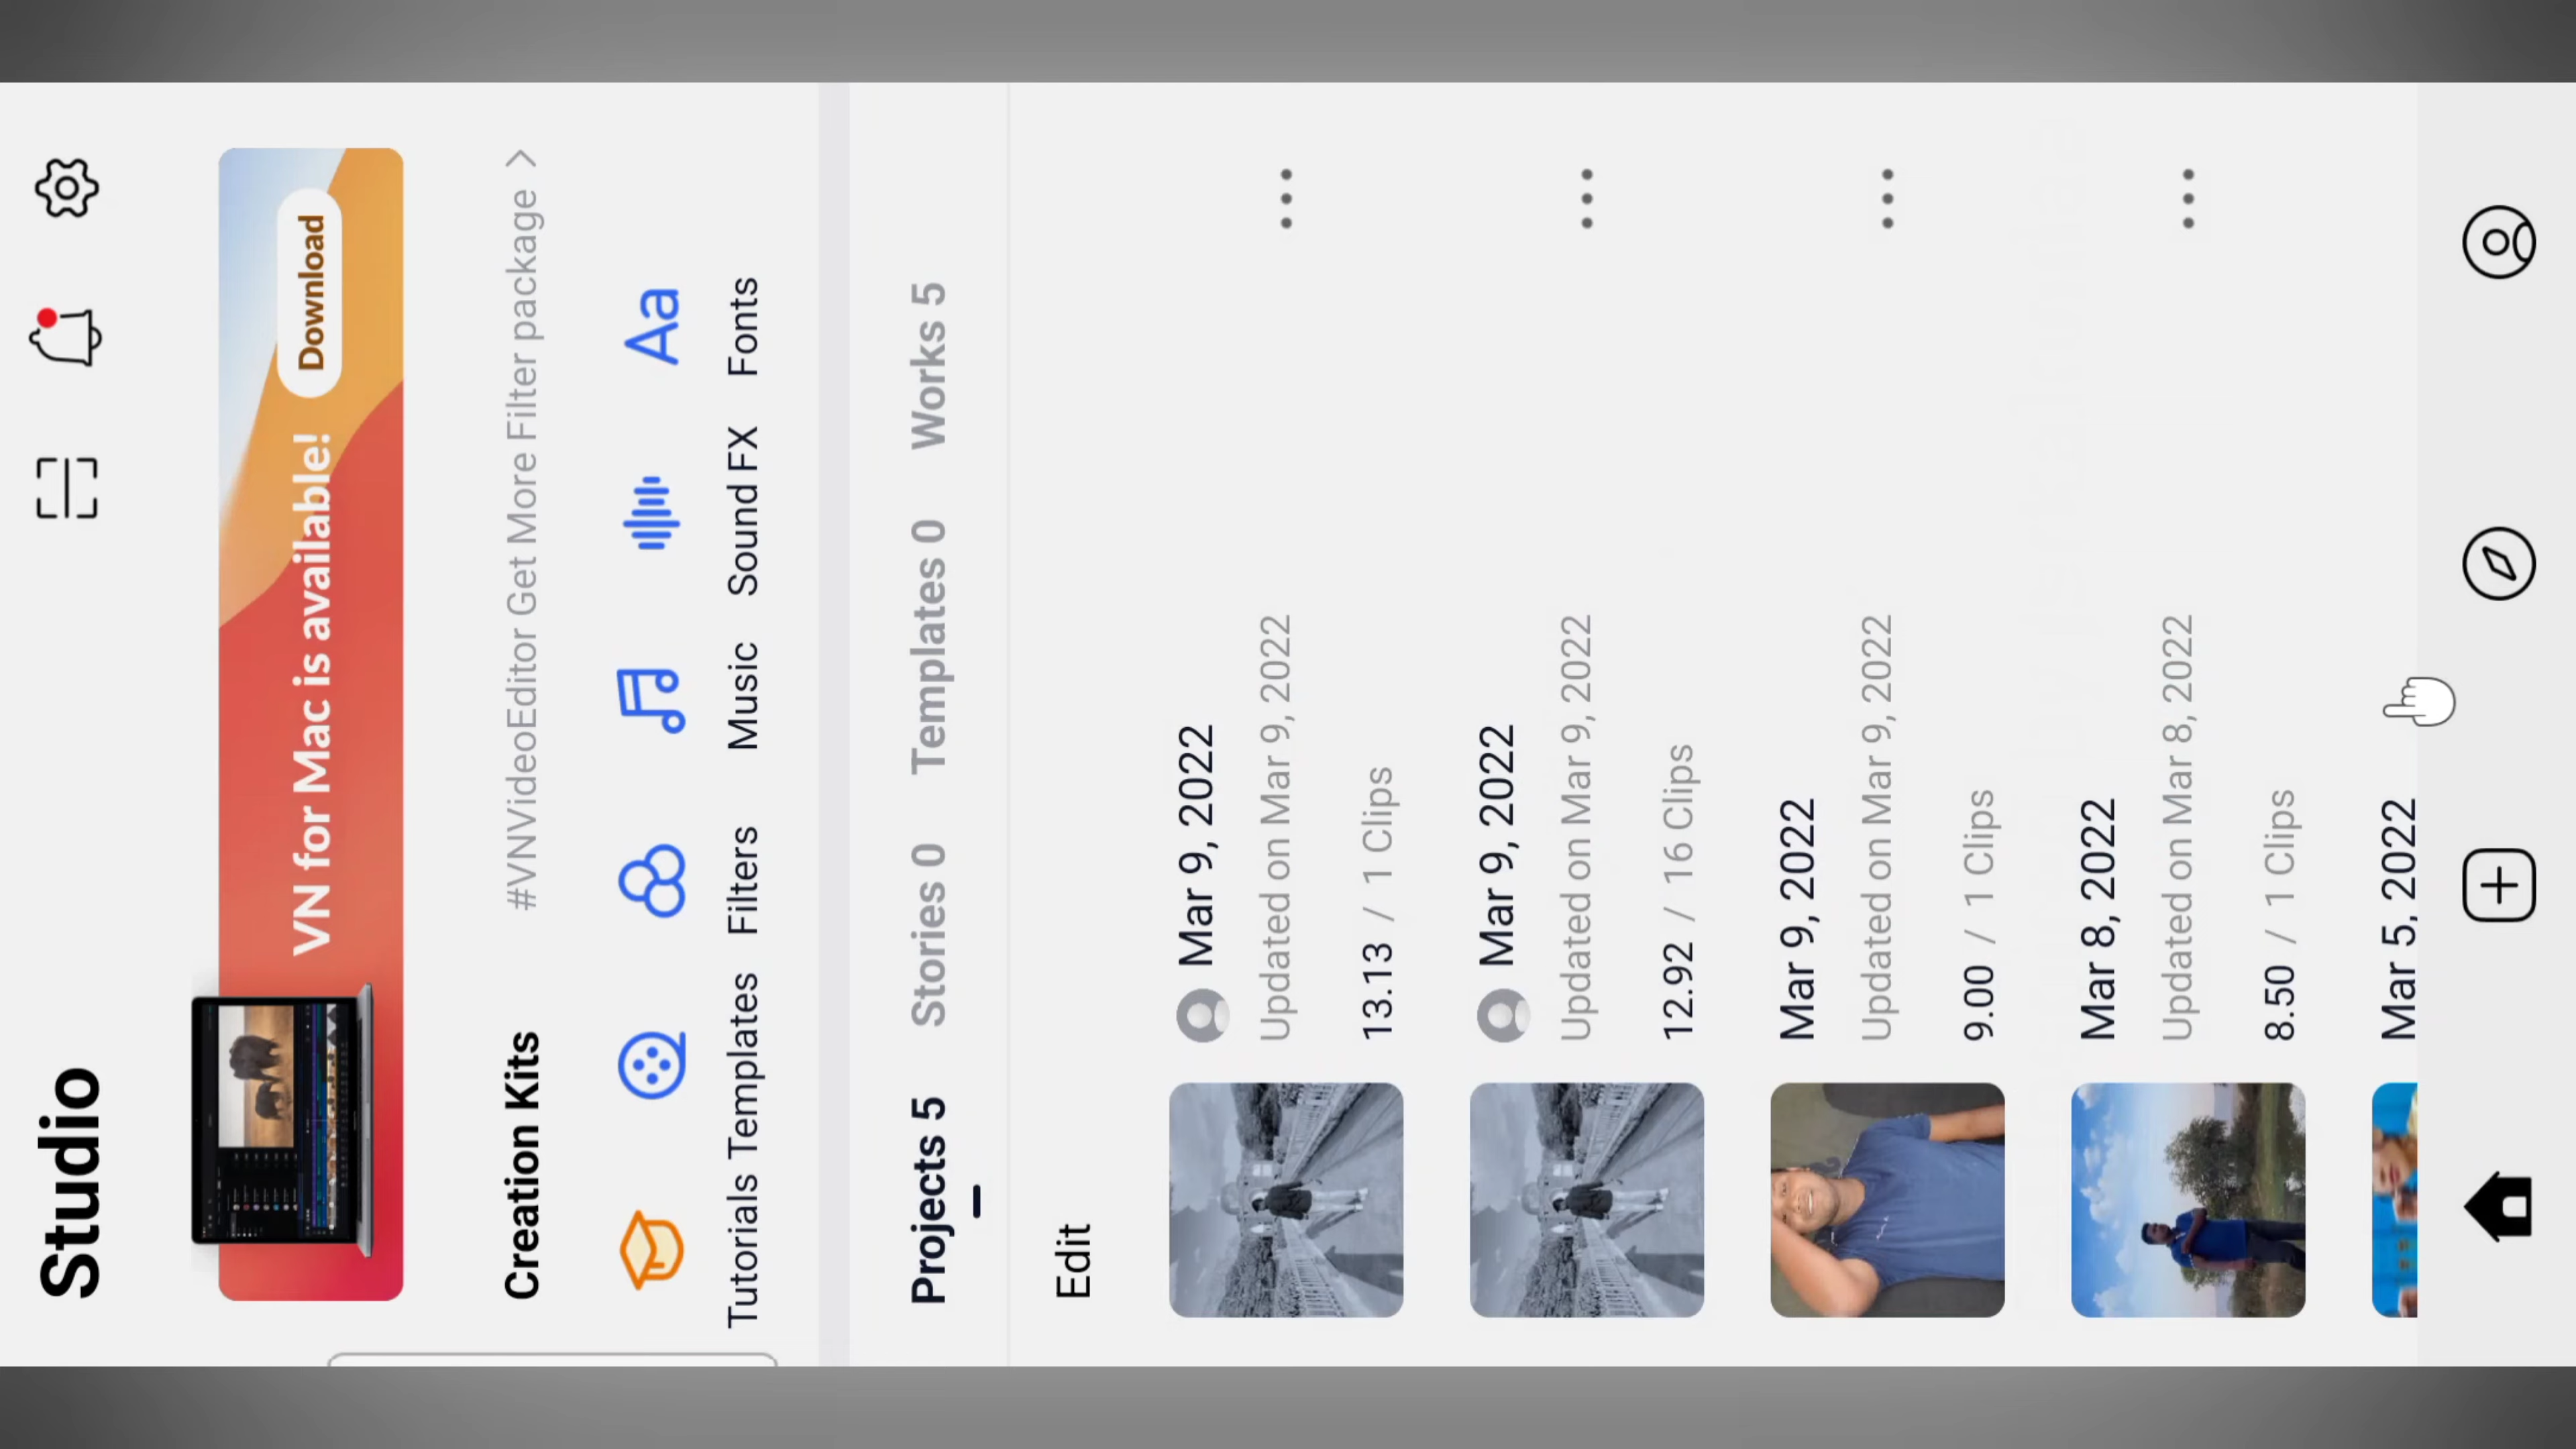 Studio
VN for Mac is available!
Download
Creation Kits
#VNVideoEditor Get More Filter package >
Tutorials
Templates
Filters
Music
Sound FX
Aa
Fonts
Projects 5
Stories 0
Templates 0
Works 5
Edit
Mar 9, 2022
Updated on Mar 9, 2022
13.13 / 1 Clips
Mar 9, 2022
Updated on Mar 9, 2022
12.92 / 16 Clips
Mar 9, 2022
Updated on Mar 9, 2022
9.00 / 1 Clips
Mar 8, 2022
Updated on Mar 8, 2022
8.50 / 1 Clips
Mar 5, 2022